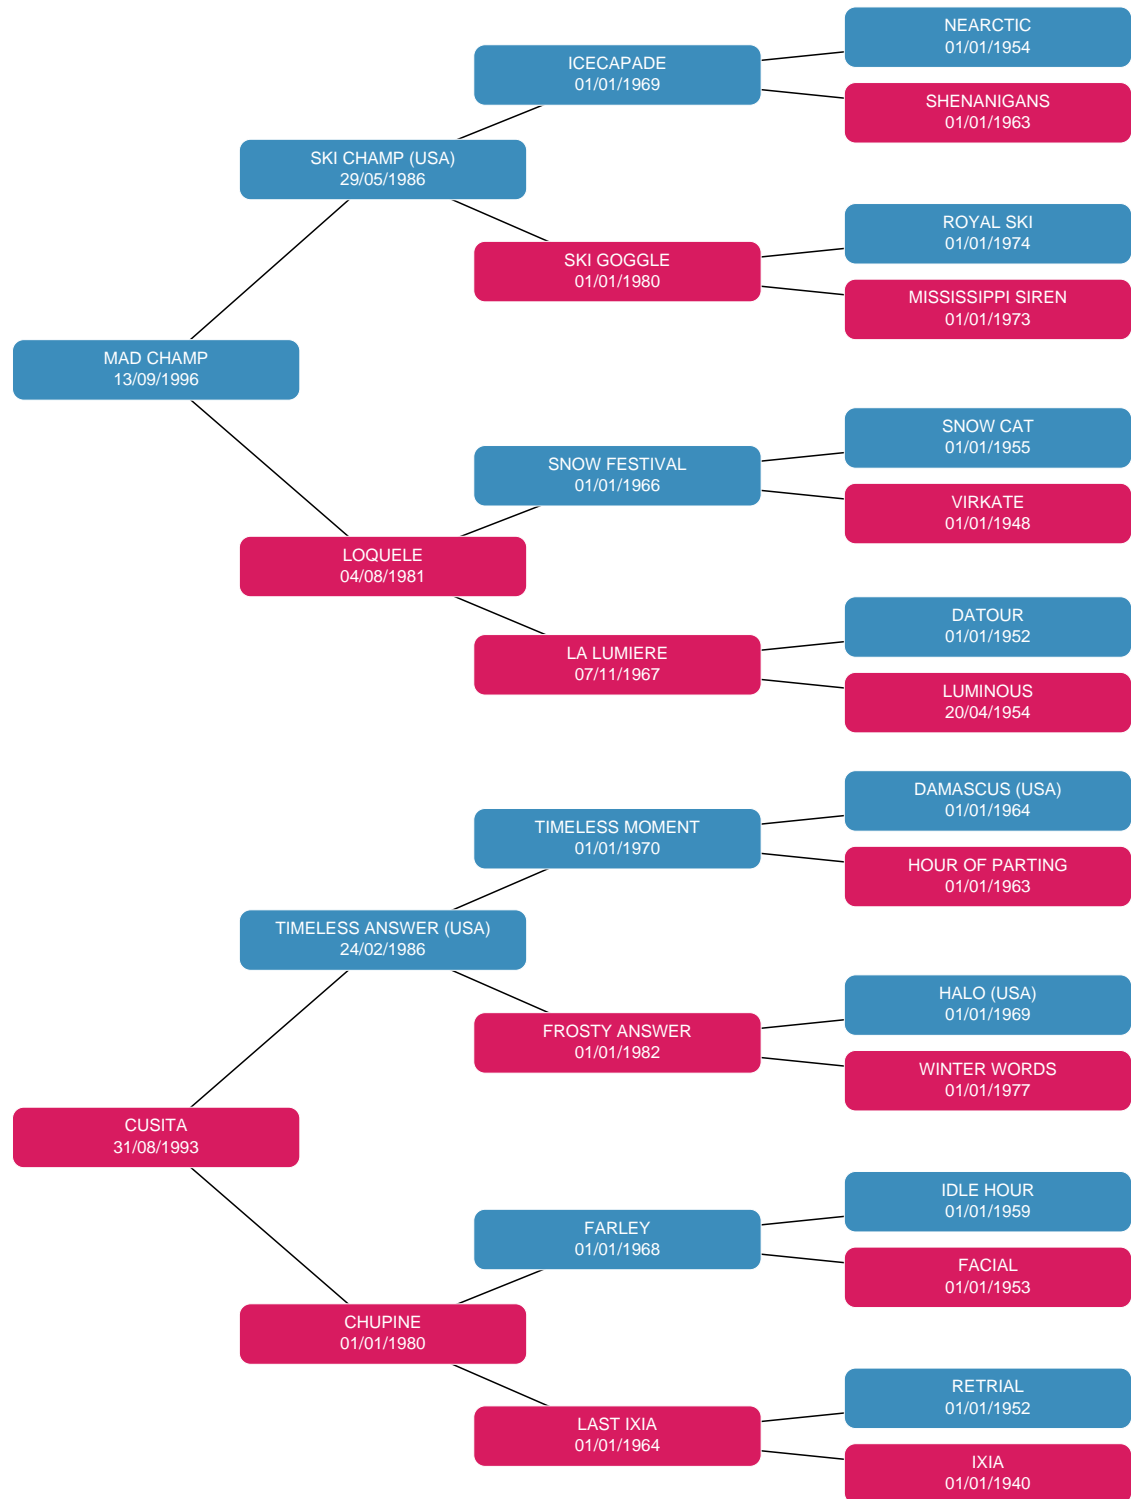 NEARCTIC
01/01/1954
ICECAPADE
01/01/1969
SHENANIGANS
01/01/1963
SKI CHAMP (USA)
29/05/1986
ROYAL SKI
01/01/1974
SKI GOGGLE
01/01/1980
MISSISSIPPI SIREN
01/01/1973
MAD CHAMP
13/09/1996
SNOW CAT
01/01/1955
SNOW FESTIVAL
01/01/1966
VIRKATE
01/01/1948
LOQUELE
04/08/1981
DATOUR
01/01/1952
LA LUMIERE
07/11/1967
LUMINOUS
20/04/1954
DAMASCUS (USA)
01/01/1964
TIMELESS MOMENT
01/01/1970
HOUR OF PARTING
01/01/1963
TIMELESS ANSWER (USA)
24/02/1986
HALO (USA)
01/01/1969
FROSTY ANSWER
01/01/1982
WINTER WORDS
01/01/1977
CUSITA
31/08/1993
IDLE HOUR
01/01/1959
FARLEY
01/01/1968
FACIAL
01/01/1953
CHUPINE
01/01/1980
RETRIAL
01/01/1952
LAST IXIA
01/01/1964
IXIA
01/01/1940